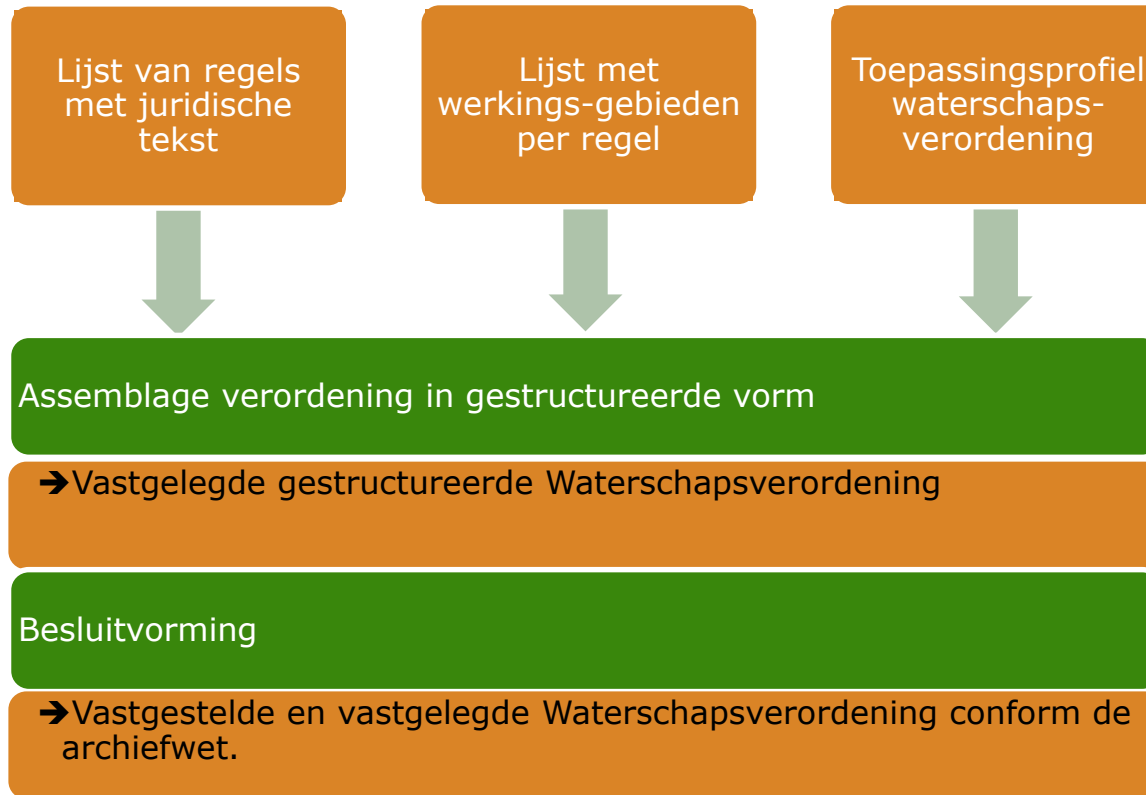 Lijst van regels
met juridische
tekst
Lijst met
werkings-gebieden
per regel
Toepassingsprofiel
waterschaps-
verordening
Assemblage verordening in gestructureerde vorm
➔Vastgelegde gestructureerde Waterschapsverordening
Besluitvorming
➔Vastgestelde en vastgelegde Waterschapsverordening conform de
archiefwet.